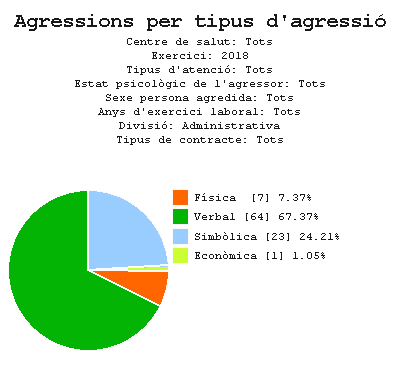 Agressions per tipus d'agressió
Centre de salut: Tots
Exercici: 2018
Tipus d'atenció: Tots
Estat psicològic de l'agressor: Tots
Sexe persona agredida: Tots
Anys d'exercici laboral: Tots
Divisió: Administrativa
Tipus de contracte: Tots
Física [7] 7.37%
Verbal [64] 67.37%
Simbòlica [23] 24.21%
Econòmica [1] 1.05%